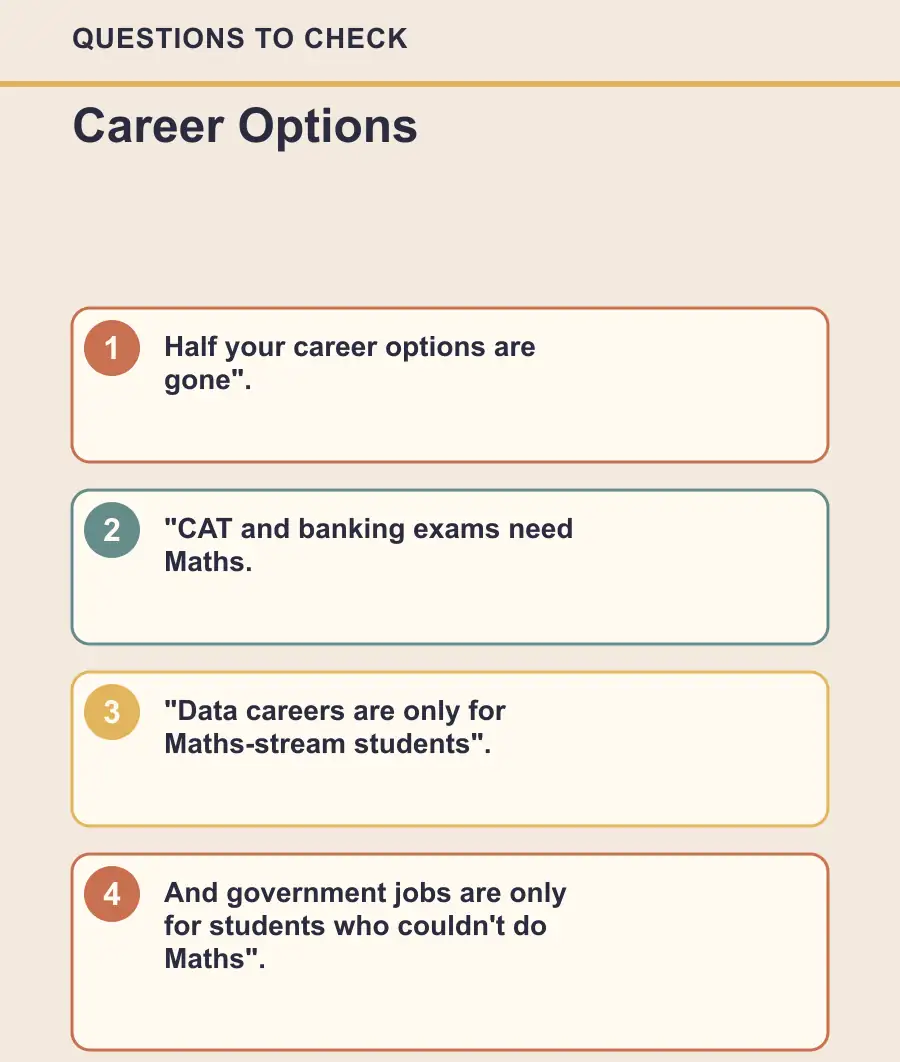 QUESTIONS TO CHECK
Career Options
1
Half your career options are
gone".
2
"CAT and banking exams need
Maths.
3
"Data careers are only for
Maths-stream students".
4
And government jobs are only
for students who couldn't do
Maths".